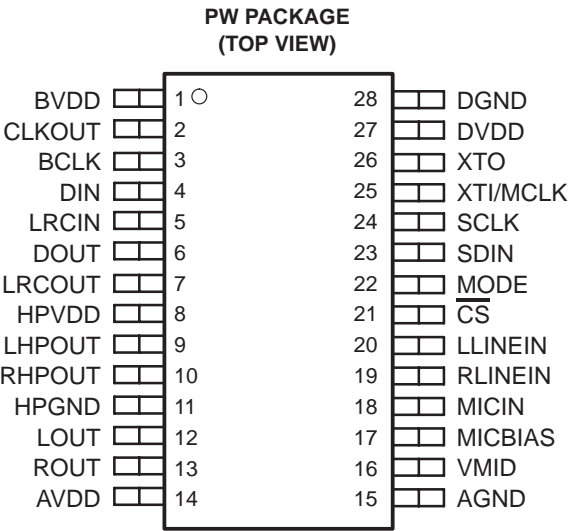 PW PACKAGE
(TOP VIEW)
BVDD 1 28 DGND
CLKOUT 2 27 DVDD
BCLK 3 26 XTO
DIN 4 25 XTI/MCLK
LRCIN 5 24 SCLK
DOUT 6 23 SDIN
LRCOUT 7 22 MODE
HPVDD 8 21 C̅S̅
LHPOUT 9 20 LLINEIN
RHPOUT 10 19 RLINEIN
HPGND 11 18 MICIN
LOUT 12 17 MICBIAS
ROUT 13 16 VMID
AVDD 14 15 AGND